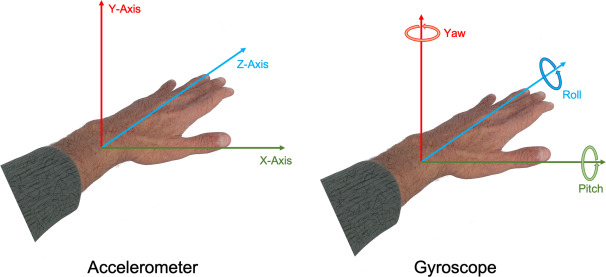 Y-Axis
Z-Axis
X-Axis
Accelerometer
Yaw
Roll
Pitch
Gyroscope